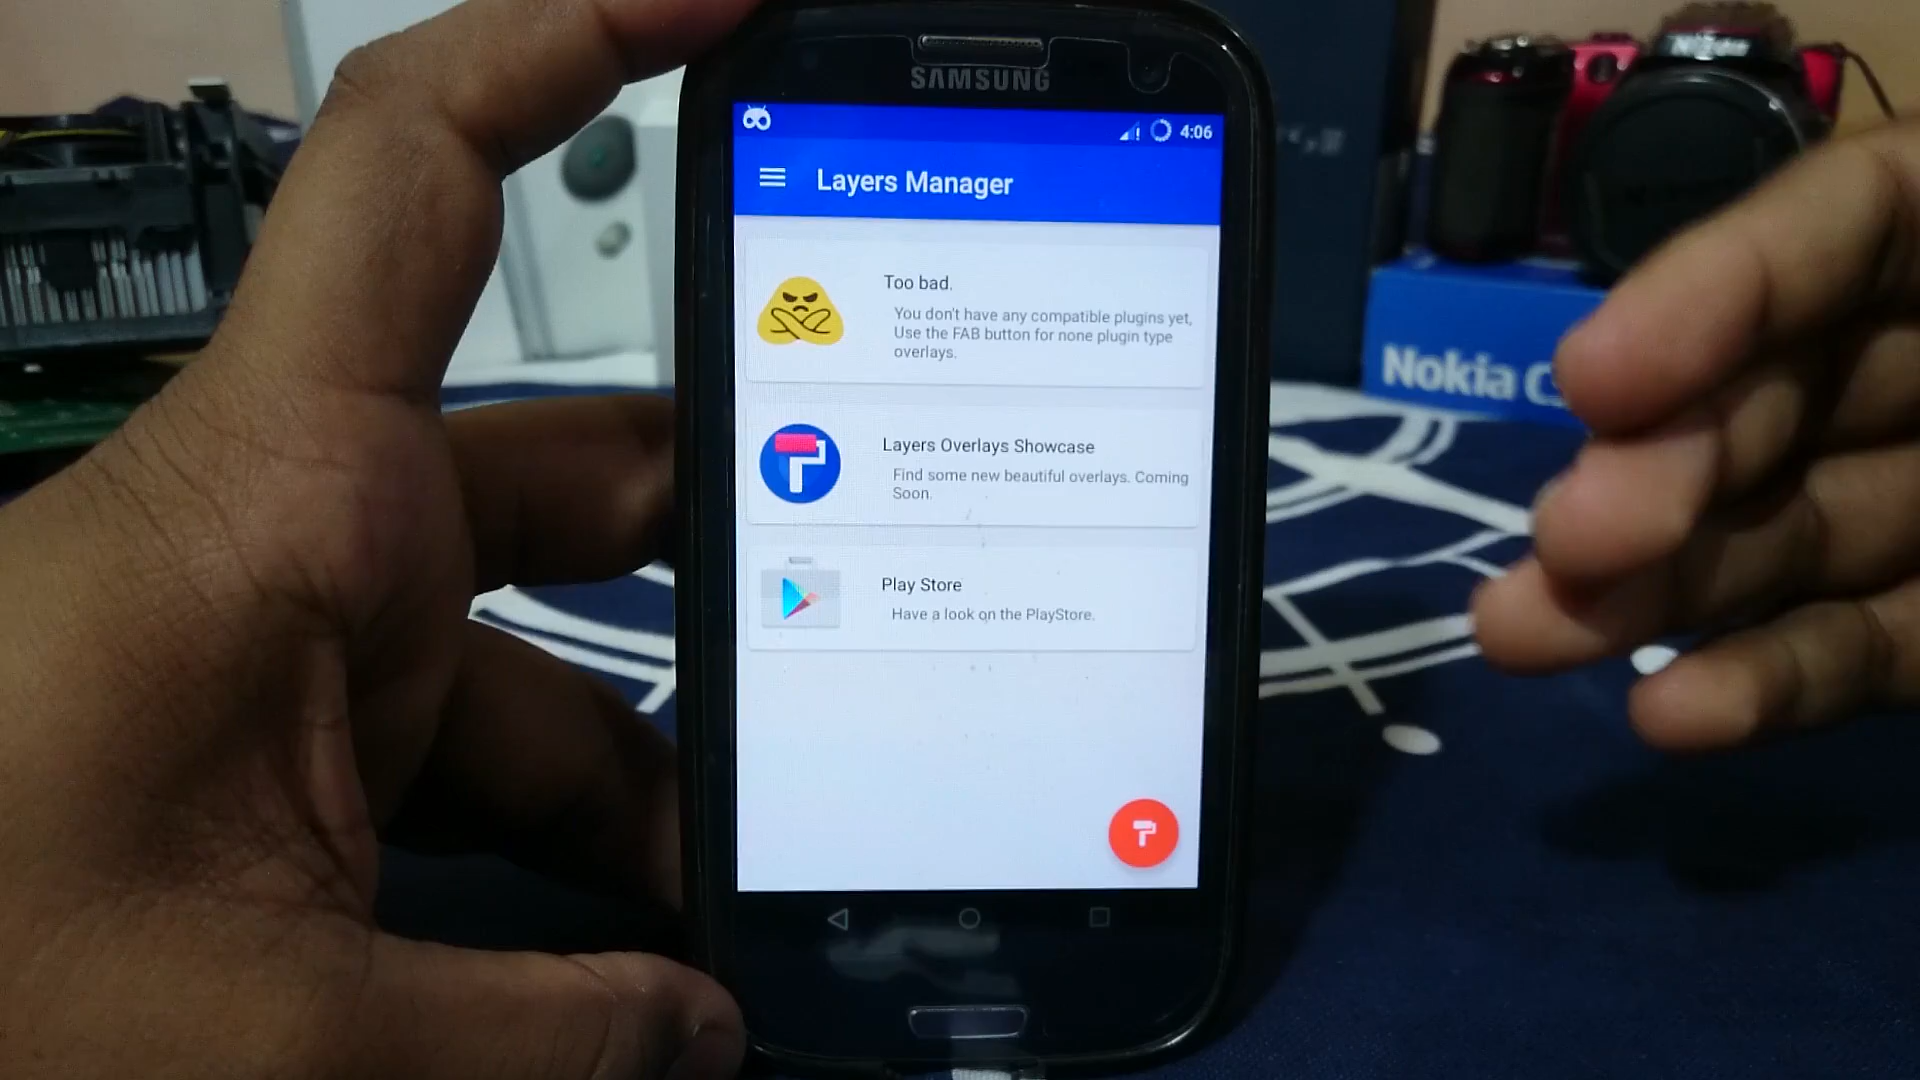 SAMSUNG
4:06
Layers Manager
Too bad.
You don't have any compatible plugins yet,
Use the FAB button for none plugin type
overlays.
Layers Overlays Showcase
Find some new beautiful overlays. Coming
Soon.
Play Store
Have a look on the PlayStore.
Nokia